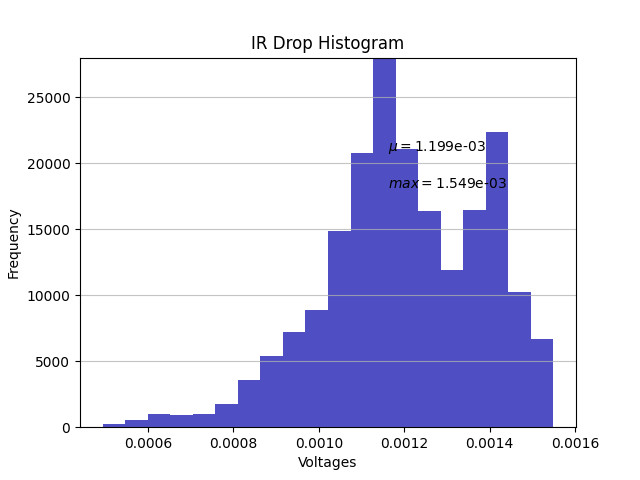 IR Drop Histogram
25000
20000
15000
10000
5000
0
Frequency
μ = 1.199e-03
max = 1.549e-03
0.0006 0.0008 0.0010 0.0012 0.0014 0.0016
Voltages